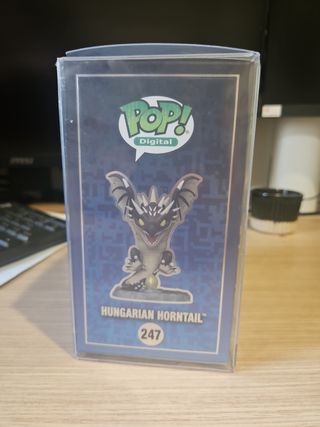 POP!
Digital
HUNGARIAN HORNTAIL™
247